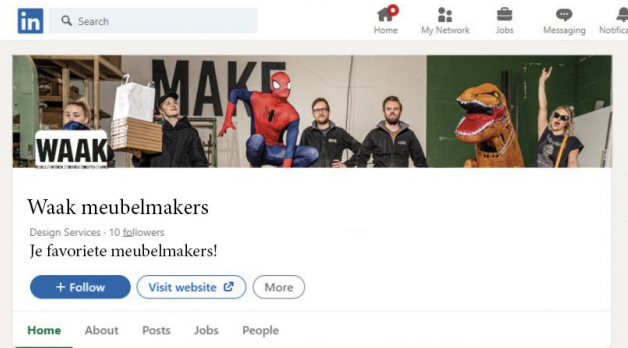 in
Search
Home
My Network
Jobs
Messaging
Notifica
MAKE
WAAK
Waak meubelmakers
Design Services · 10 followers
Je favoriete meubelmakers!
+ Follow
Visit website
More
Home
About
Posts
Jobs
People